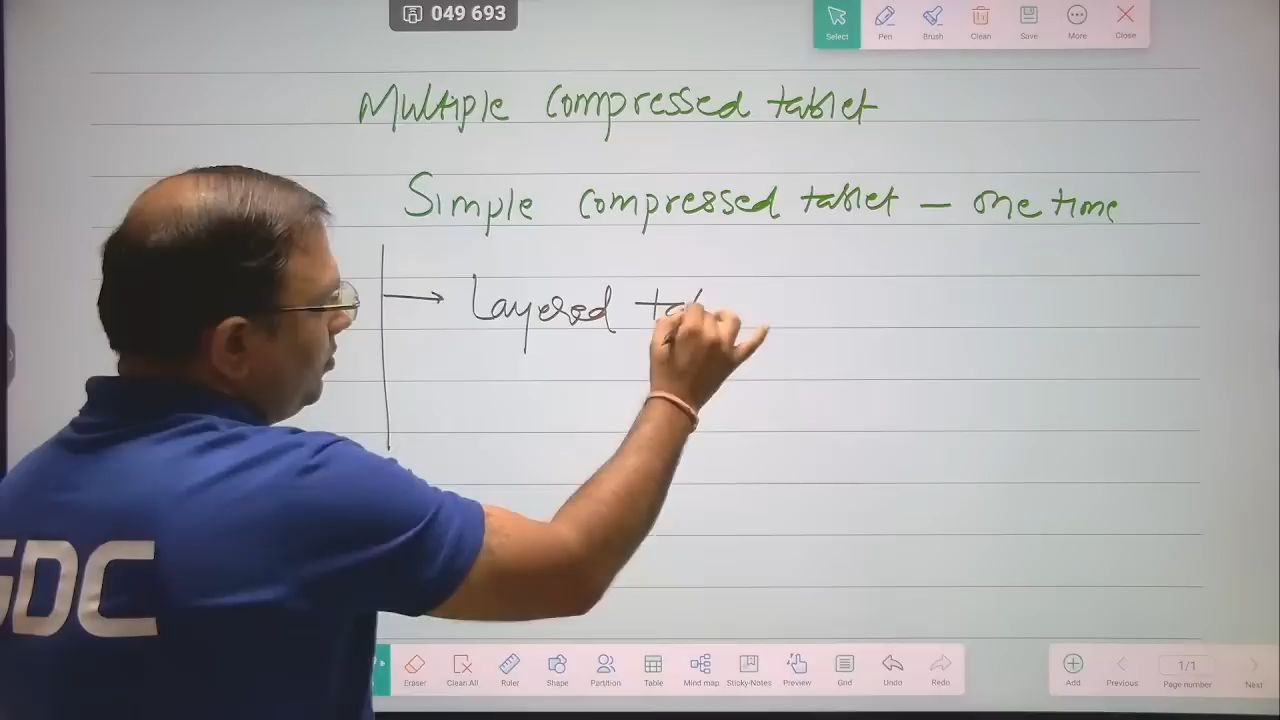 049 693
Select Pen Brush Clean Save More Close
Multiple compressed tablet
Simple compressed tablet — one time
→ Layered tab
GDC
Eraser Clean All Ruler Shape Partition Table Mind map Sticky-Notes Preview Grid Undo Redo
Add Previous 1/1 Page number Next